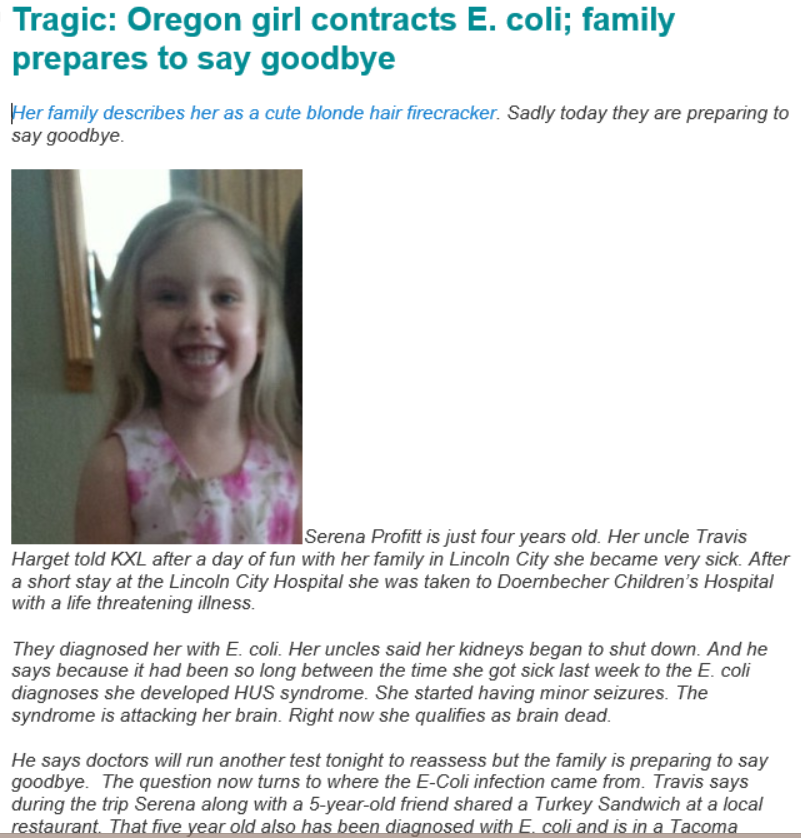 Tragic: Oregon girl contracts E. coli; family
prepares to say goodbye
Her family describes her as a cute blonde hair firecracker. Sadly today they are preparing to
say goodbye.
Serena Profitt is just four years old. Her uncle Travis
Harget told KXL after a day of fun with her family in Lincoln City she became very sick. After
a short stay at the Lincoln City Hospital she was taken to Doernbecher Children's Hospital
with a life threatening illness.
They diagnosed her with E. coli. Her uncles said her kidneys began to shut down. And he
says because it had been so long between the time she got sick last week to the E. coli
diagnoses she developed HUS syndrome. She started having minor seizures. The
syndrome is attacking her brain. Right now she qualifies as brain dead.
He says doctors will run another test tonight to reassess but the family is preparing to say
goodbye.  The question now turns to where the E-Coli infection came from. Travis says
during the trip Serena along with a 5-year-old friend shared a Turkey Sandwich at a local
restaurant. That five year old also has been diagnosed with E. coli and is in a Tacoma